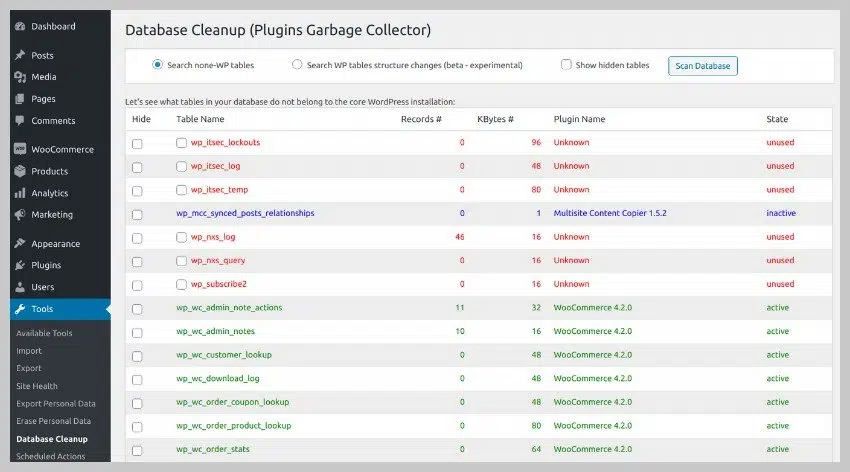 Dashboard
Posts
Media
Pages
Comments
WooCommerce
Products
Analytics
Marketing
Appearance
Plugins
Users
Tools
Available Tools
Import
Export
Site Health
Export Personal Data
Erase Personal Data
Database Cleanup
Scheduled Actions
Database Cleanup (Plugins Garbage Collector)
Search none-WP tables Search WP tables structure changes (beta - experimental) Show hidden tables Scan Database
Let's see what tables in your database do not belong to the core WordPress installation:
Hide Table Name Records # KBytes # Plugin Name State
wp_itsec_lockouts 0 96 Unknown unused
wp_itsec_log 0 48 Unknown unused
wp_itsec_temp 0 80 Unknown unused
wp_mcc_synced_posts_relationships 0 1 Multisite Content Copier 1.5.2 inactive
wp_nxs_log 46 16 Unknown unused
wp_nxs_query 0 16 Unknown unused
wp_subscribe2 0 16 Unknown unused
wp_wc_admin_note_actions 11 32 WooCommerce 4.2.0 active
wp_wc_admin_notes 10 16 WooCommerce 4.2.0 active
wp_wc_customer_lookup 0 48 WooCommerce 4.2.0 active
wp_wc_download_log 0 48 WooCommerce 4.2.0 active
wp_wc_order_coupon_lookup 0 48 WooCommerce 4.2.0 active
wp_wc_order_product_lookup 0 80 WooCommerce 4.2.0 active
wp_wc_order_stats 0 64 WooCommerce 4.2.0 active